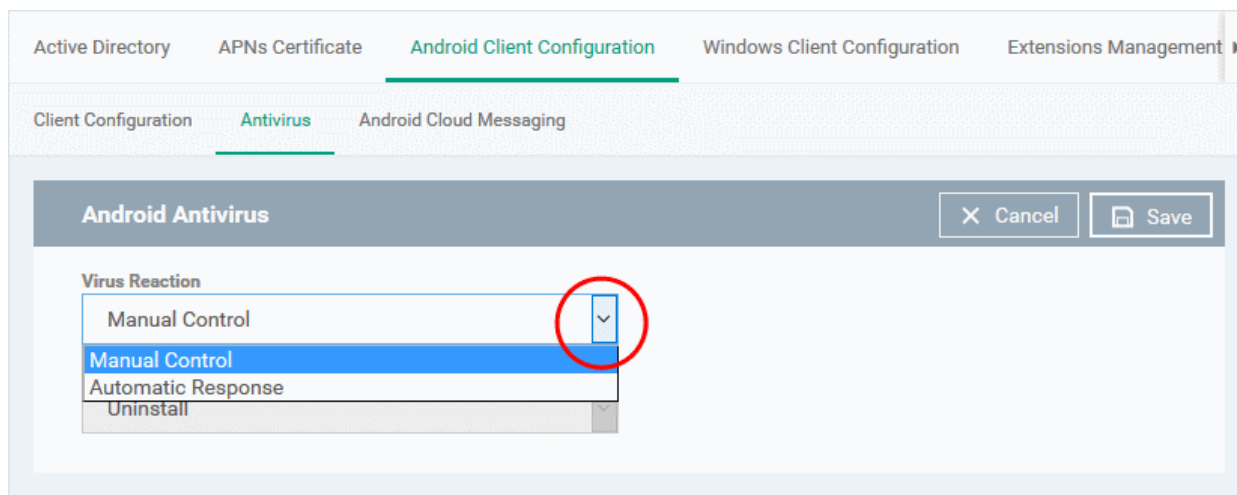 Active Directory APNs Certificate Android Client Configuration Windows Client Configuration Extensions Management
Client Configuration Antivirus Android Cloud Messaging
Android Antivirus Cancel Save
Virus Reaction
Manual Control
Manual Control
Automatic Response
Uninstall